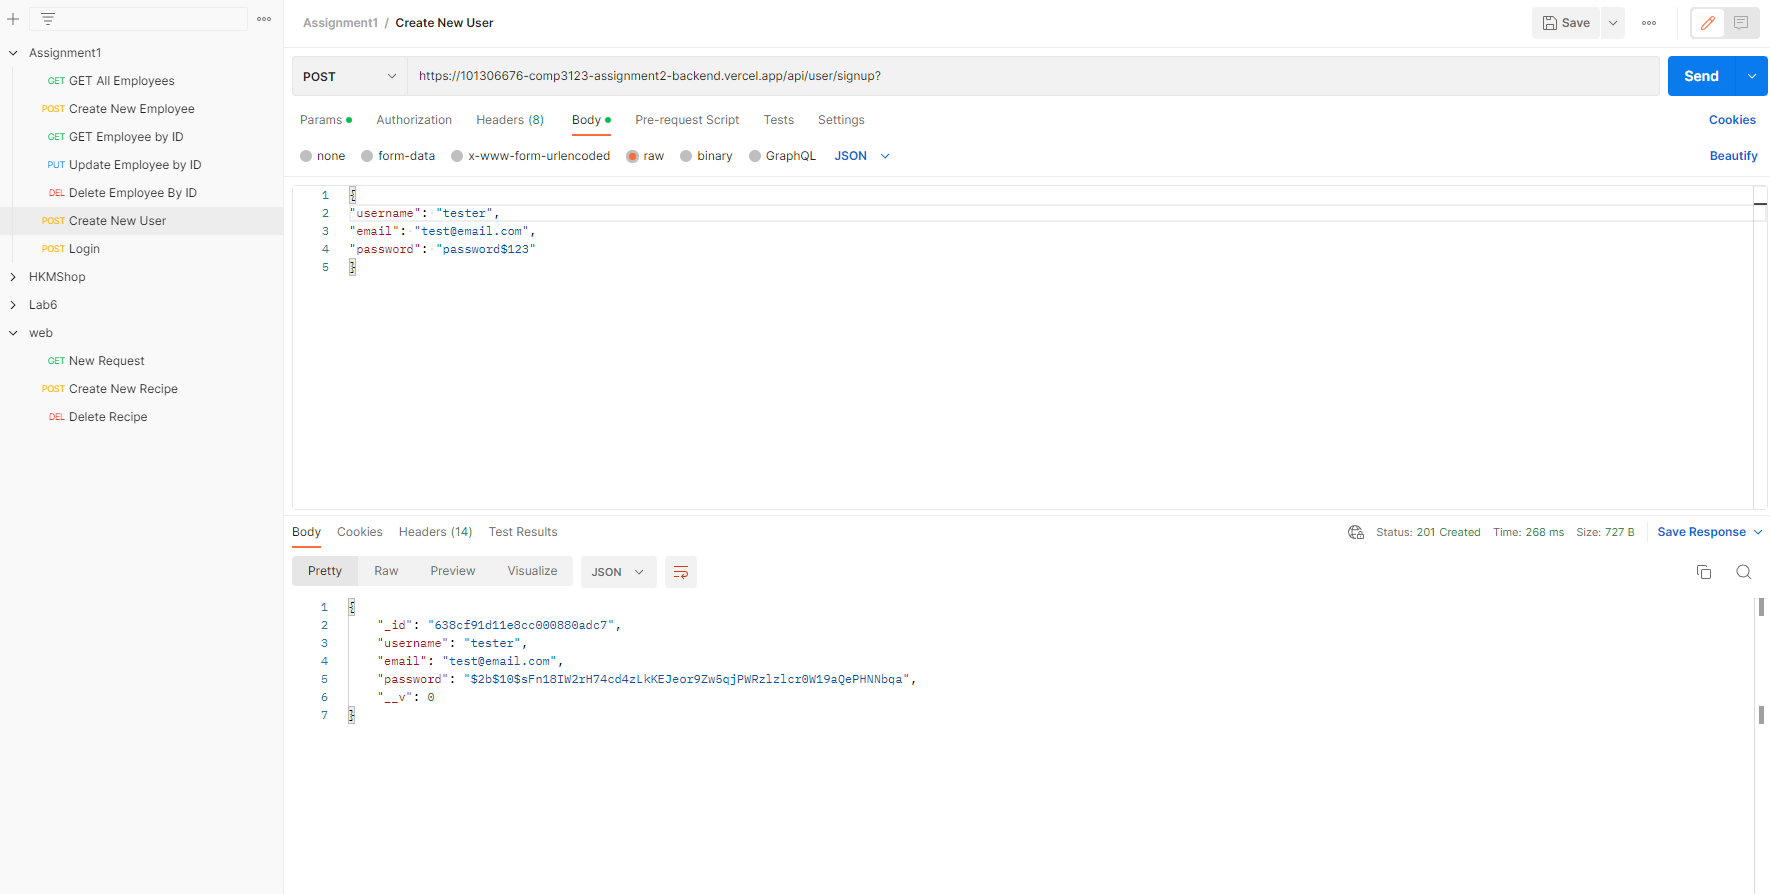 Assignment1
GET GET All Employees
POST Create New Employee
GET GET Employee by ID
PUT Update Employee by ID
DEL Delete Employee By ID
POST Create New User
POST Login
HKMShop
Lab6
web
GET New Request
POST Create New Recipe
DEL Delete Recipe
Assignment1 / Create New User
Save
POST
https://101306676-comp3123-assignment2-backend.vercel.app/api/user/signup?
Send
Params Authorization Headers (8) Body Pre-request Script Tests Settings Cookies
none form-data x-www-form-urlencoded raw binary GraphQL JSON Beautify
1 {
2 "username": "tester",
3 "email": "test@email.com",
4 "password": "password$123"
5 }
Body Cookies Headers (14) Test Results Status: 201 Created Time: 268 ms Size: 727 B Save Response
Pretty Raw Preview Visualize JSON
1 {
2 "_id": "638cf91d11e8cc000880adc7",
3 "username": "tester",
4 "email": "test@email.com",
5 "password": "$2b$10$sFn18IW2rH74cd4zLkKEJeor9Zw5qjPWRzlzlcr0W19aQePHNNbqa",
6 "__v": 0
7 }